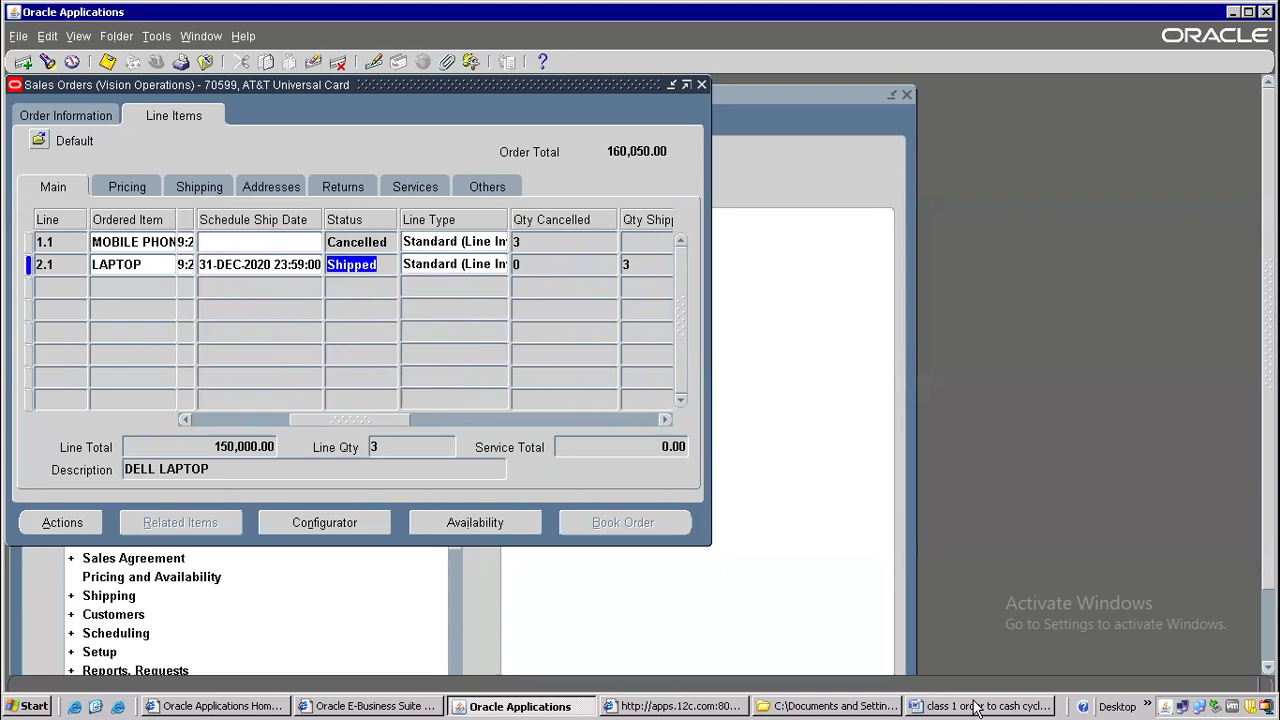 Oracle Applications
File Edit View Folder Tools Window Help
ORACLE
Sales Orders (Vision Operations) - 70599, AT&T Universal Card
Order Information Line Items
Default
Order Total 160,050.00
Main Pricing Shipping Addresses Returns Services Others
Line Ordered Item Schedule Ship Date Status Line Type Qty Cancelled Qty Shipp
1.1 MOBILE PHON 9:2 Cancelled Standard (Line In 3
2.1 LAPTOP 9:2 31-DEC-2020 23:59:00 Shipped Standard (Line In 0 3
Line Total 150,000.00 Line Qty 3 Service Total 0.00
Description DELL LAPTOP
Actions Related Items Configurator Availability Book Order
+ Sales Agreement
Pricing and Availability
+ Shipping
+ Customers
+ Scheduling
+ Setup
+ Reports, Requests
Activate Windows
Go to Settings to activate Windows.
Start Oracle Applications Hom... Oracle E-Business Suite ... Oracle Applications http://apps.12c.com:80... C:\Documents and Settin... class 1 order to cash cycl... Desktop »